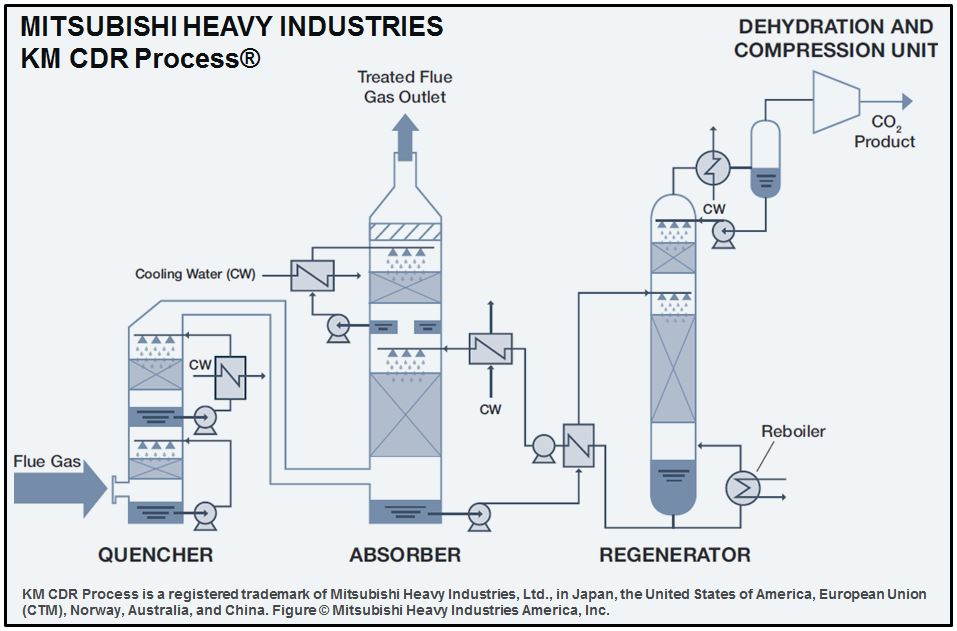 MITSUBISHI HEAVY INDUSTRIES
KM CDR Process®
DEHYDRATION AND
COMPRESSION UNIT
Treated Flue
Gas Outlet
CO2
Product
CW
Cooling Water (CW)
CW
CW
Reboiler
Flue Gas
QUENCHER
ABSORBER
REGENERATOR
KM CDR Process is a registered trademark of Mitsubishi Heavy Industries, Ltd., in Japan, the United States of America, European Union
(CTM), Norway, Australia, and China. Figure © Mitsubishi Heavy Industries America, Inc.